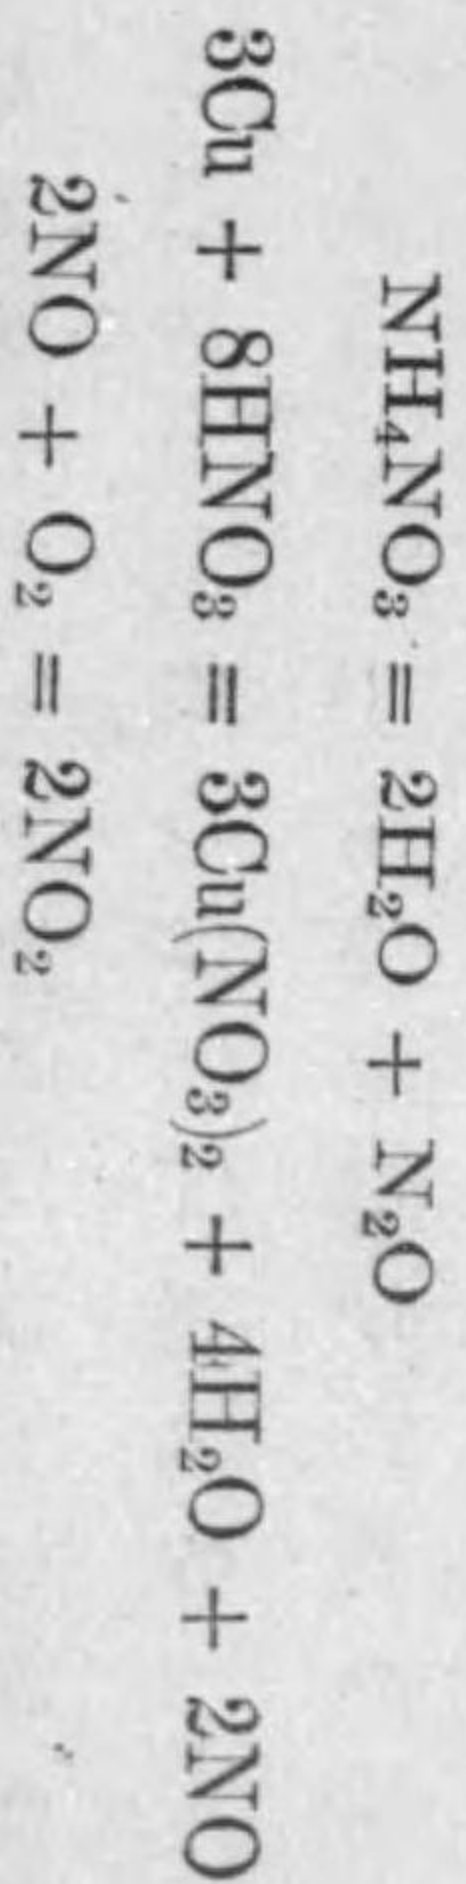 NH₄NO₃ = 2H₂O + N₂O
3Cu + 8HNO₃ = 3Cu(NO₃)₂ + 4H₂O + 2NO
2NO + O₂ = 2NO₂